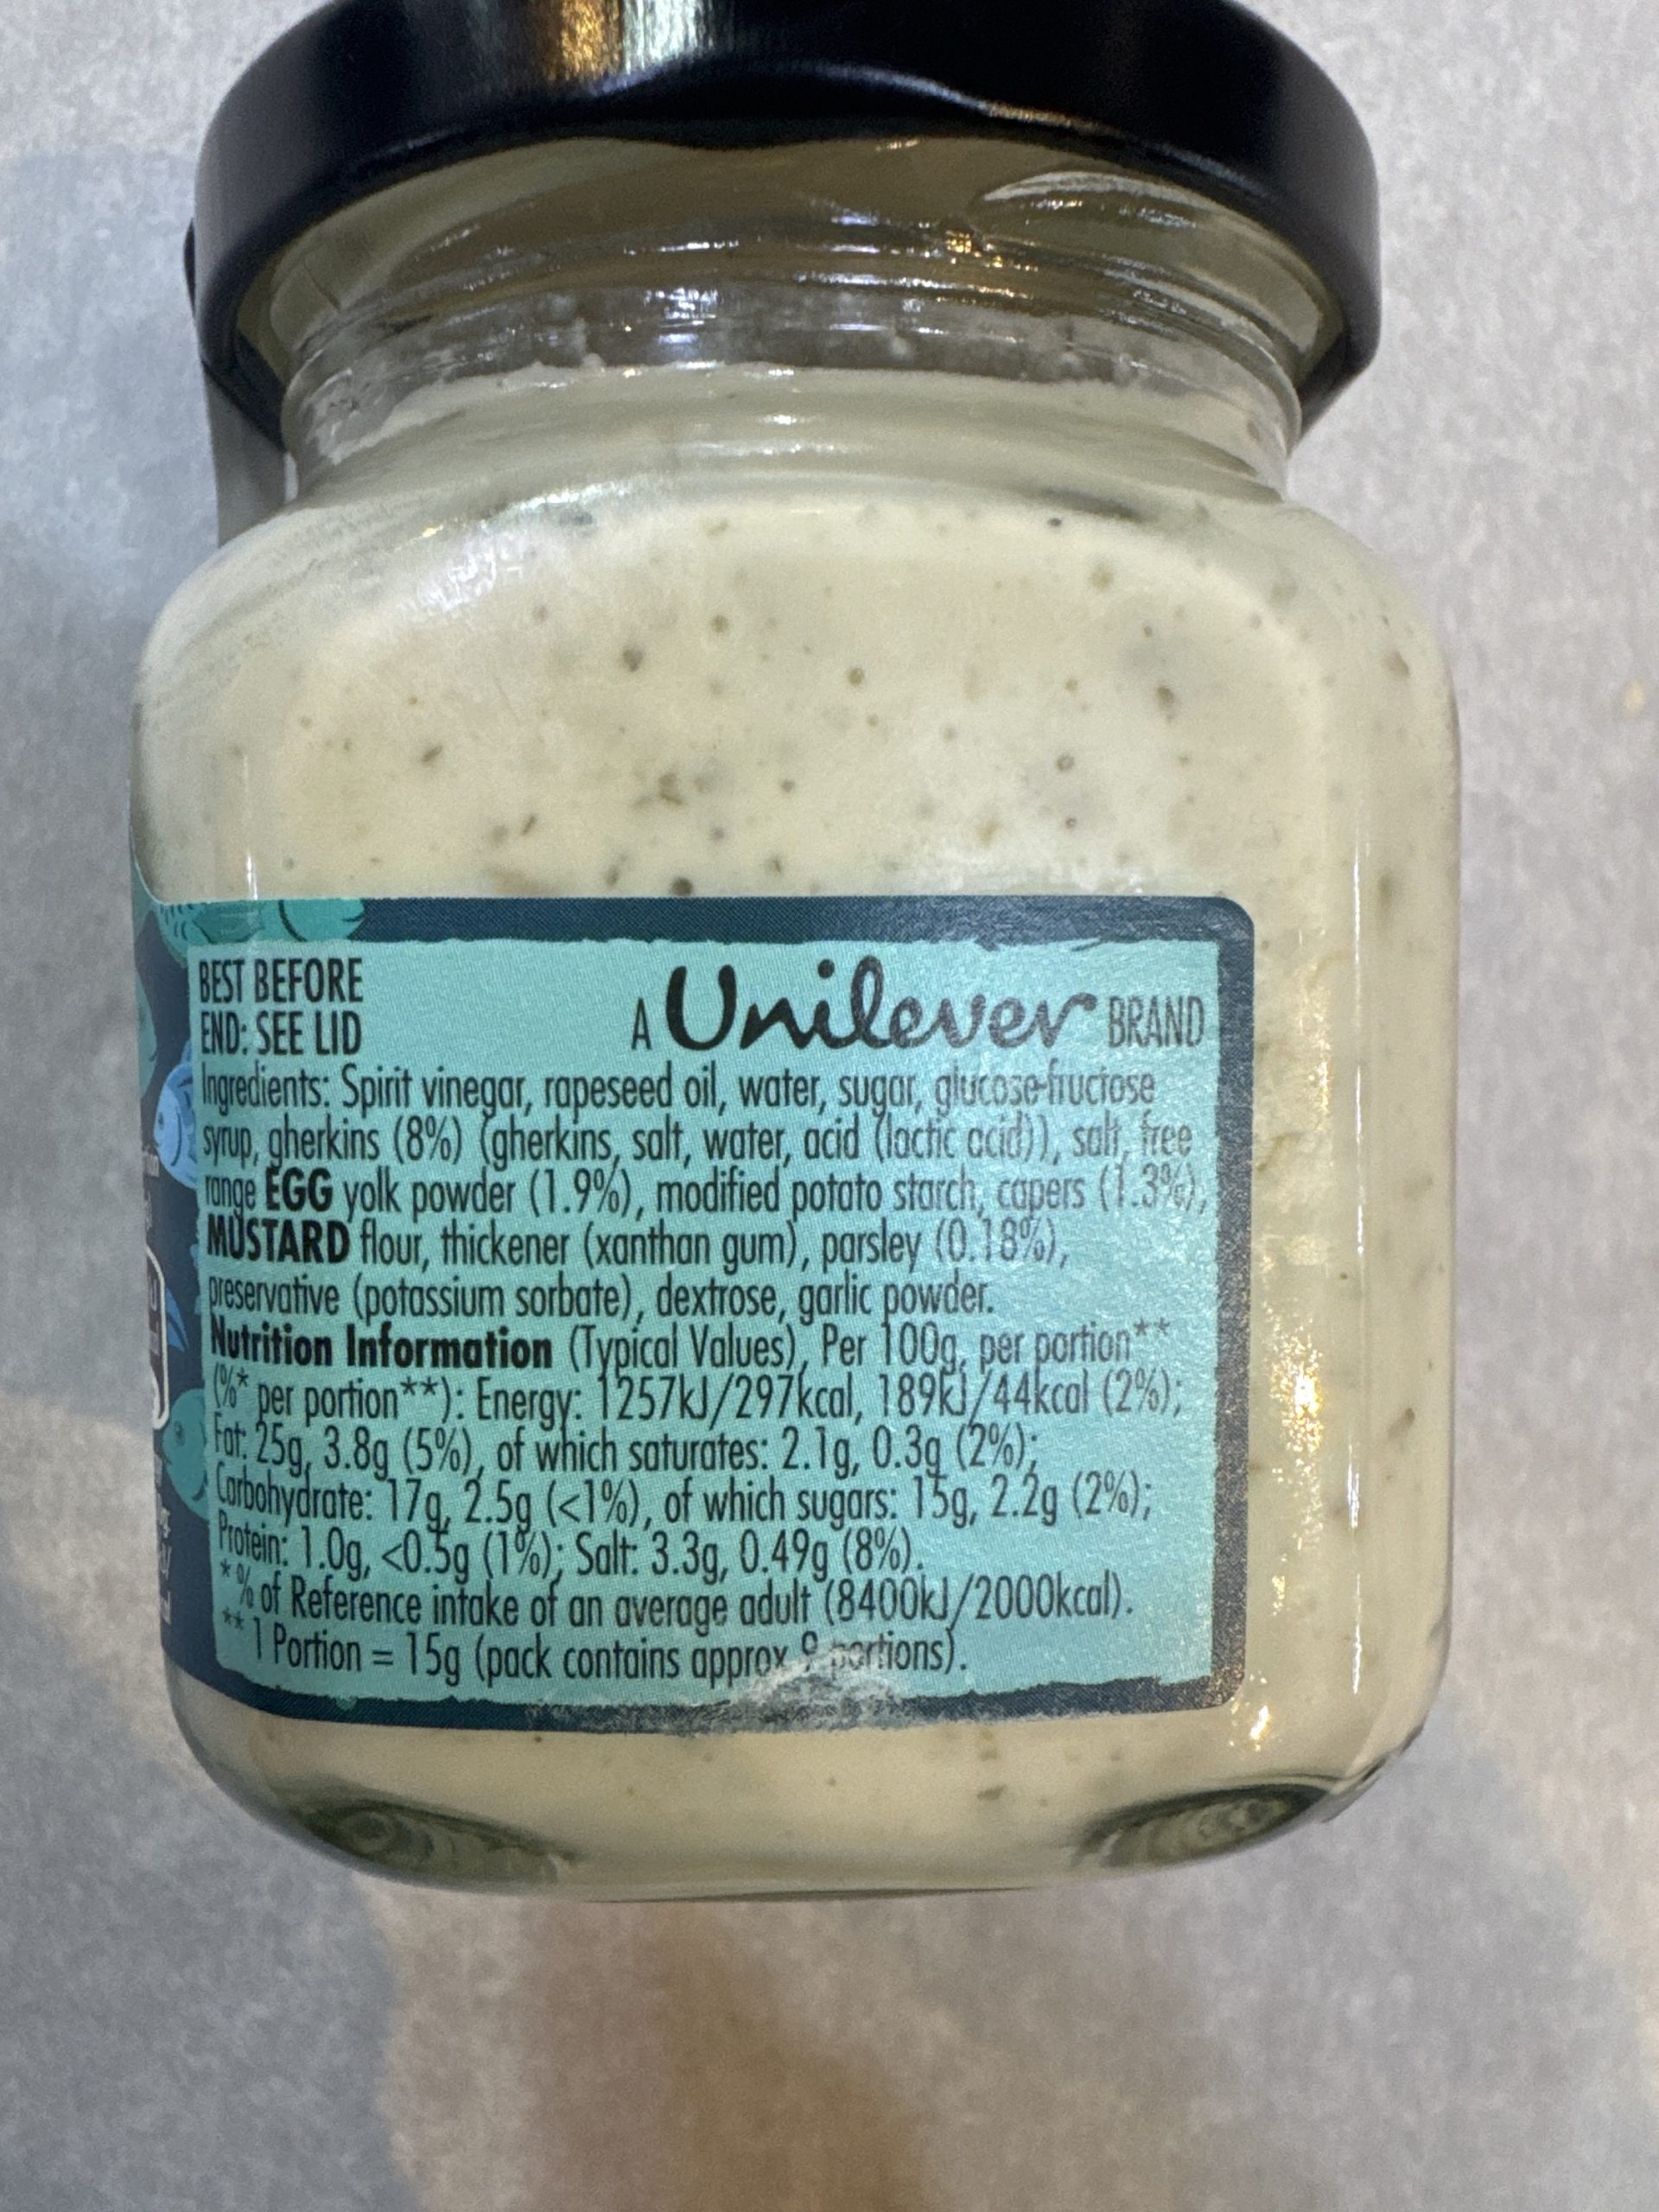 BEST BEFORE
END: SEE LID
A Unilever BRAND
Ingredients: Spirit vinegar, rapeseed oil, water, sugar, glucose-fructose
syrup, gherkins (8%) (gherkins, salt, water, acid (lactic acid)), salt, free
range EGG yolk powder (1.9%), modified potato starch, capers (1.3%),
MUSTARD flour, thickener (xanthan gum), parsley (0.18%),
preservative (potassium sorbate), dextrose, garlic powder.
Nutrition Information (Typical Values), Per 100g, per portion**
(%* per portion**): Energy: 1257kJ/297kcal, 189kJ/44kcal (2%);
Fat: 25g, 3.8g (5%), of which saturates: 2.1g, 0.3g (2%);
Carbohydrate: 17g, 2.5g (<1%), of which sugars: 15g, 2.2g (2%);
Protein: 1.0g, <0.5g (1%); Salt: 3.3g, 0.49g (8%).
*% of Reference intake of an average adult (8400kJ/2000kcal).
** 1 Portion = 15g (pack contains approx 9 portions).